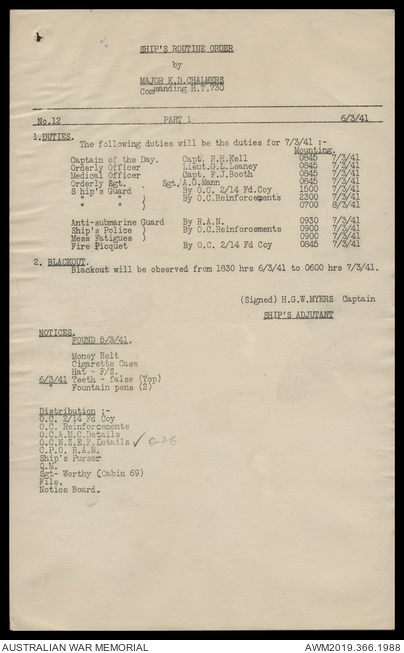 SHIP'S ROUTINE ORDER
by
MAJOR K.D.CHALMERS
Commanding H.T.730
No.12 PART 1 6/3/41
1.DUTIES.
The following duties will be the duties for 7/3/41 :-
Mounting.
Captain of the Day. Capt. R.H.Kell 0845 7/3/41
Orderly Officer Lieut.G.L.Leaney 0845 7/3/41
Medical Officer Capt. F.J.Booth 0845 7/3/41
Orderly Sgt. Sgt.A.G.Mann 0845 7/3/41
S hip's Guard . By O.C. 2/14 Fd.Coy 1500 7/3/41
" " ) By O.C.Reinforcements 2300 7/3/41
) 0700 8/3/41
Anti-submarine Guard By R.A.N. 0930 7/3/41
Ship's Police ) By O.C.Reinforcements 0900 7/3/41
Mess Fatigues ) 0900 7/3/41
Fire Picquet By O.C. 2/14 Fd Coy 0845 7/3/41
2. BLACKOUT.
Blackout will be observed from 1830 hrs 6/3/41 to 0600 hrs 7/3/41.
(Signed) H.G.W.MYERS Captain
SHIP'S ADJUTANT
NOTICES.
FOUND 5/3/41.
Money Belt
Cigarette Case
Hat - F/S.
6/3/41 Teeth - false (Top)
" Fountain pens (2)
Distribution :-
O.C. 2/14 Fd Coy
O.C. Reinforcements
O.C.A.M.C.Details
O.C.N.Z.E.F.Details ✓
C.P.O. R.A.N.
Ship's Pursor
Q.M.
Sgt- Worthy (Cabin 69)
File.
Notice Board.
AUSTRALIAN WAR MEMORIAL AWM2019.366.1988